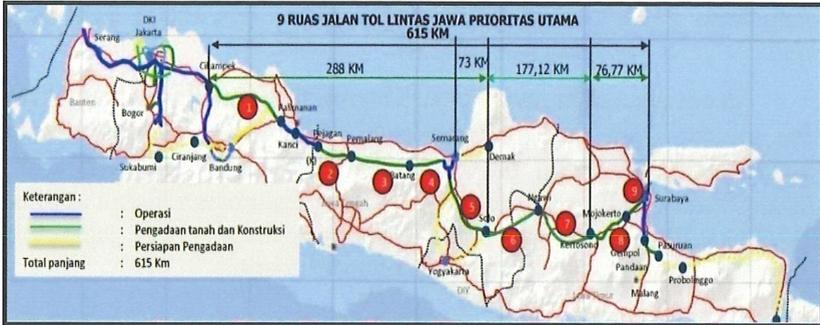 9 RUAS JALAN TOL LINTAS JAWA PRIORITAS UTAMA
615 KM
288 KM
73 KM
177,12 KM
76,77 KM
DKI
Jakarta
Serang
Cikampek
Banten
Bogor
1
Palimanan
Kanci
Pejagan
Pemalang
Semarang
Demak
Sukabumi
Ciranjang
Bandung
2
3
Batang
4
5
Solo
6
Ngawi
7
Kertosono
Mojokerto
8
9
Surabaya
Gempol
Pandaan
Pasuruan
Malang
Probolinggo
Yogyakarta
DIY
Keterangan :
: Operasi
: Pengadaan tanah dan Konstruksi
: Persiapan Pengadaan
Total panjang : 615 Km